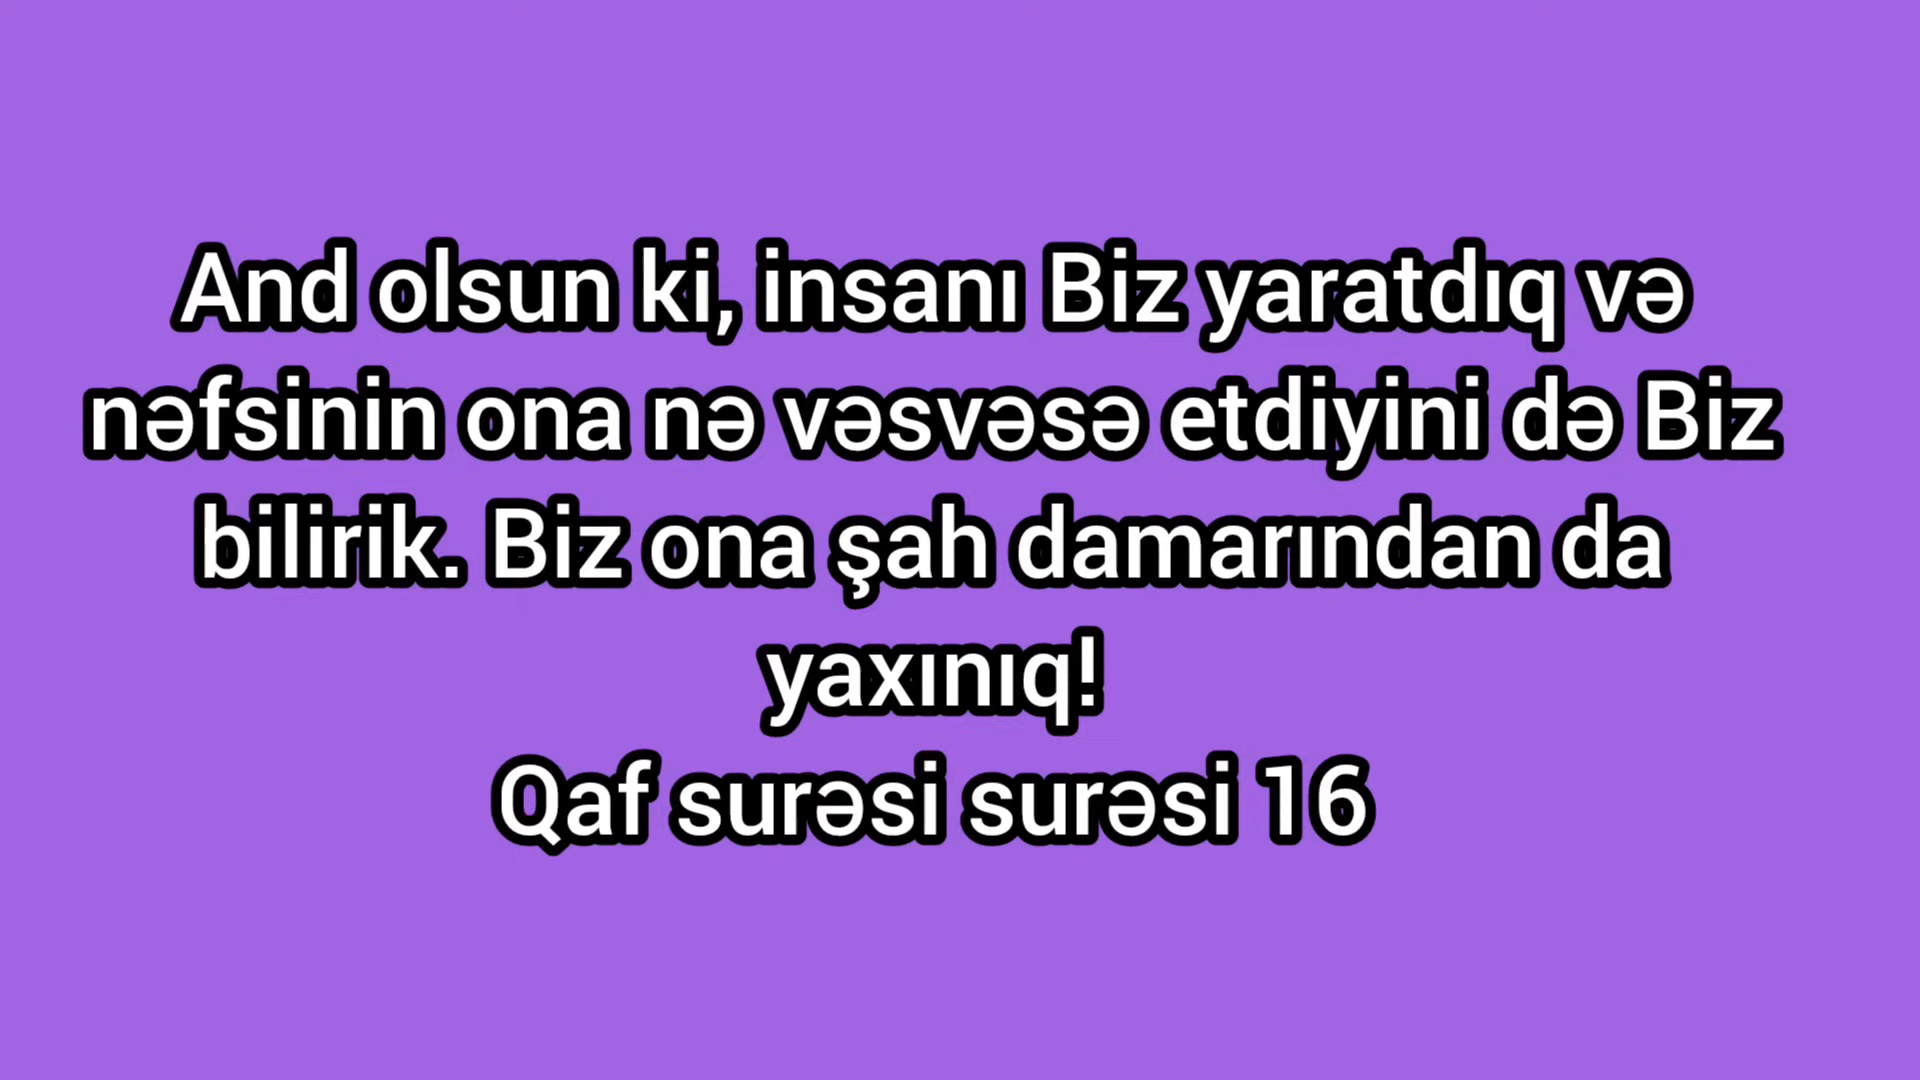 And olsun ki, insanı Biz yaratdıq və
nəfsinin ona nə vəsvəsə etdiyini də Biz
bilirik. Biz ona şah damarından da
yaxınıq!
Qaf surəsi surəsi 16